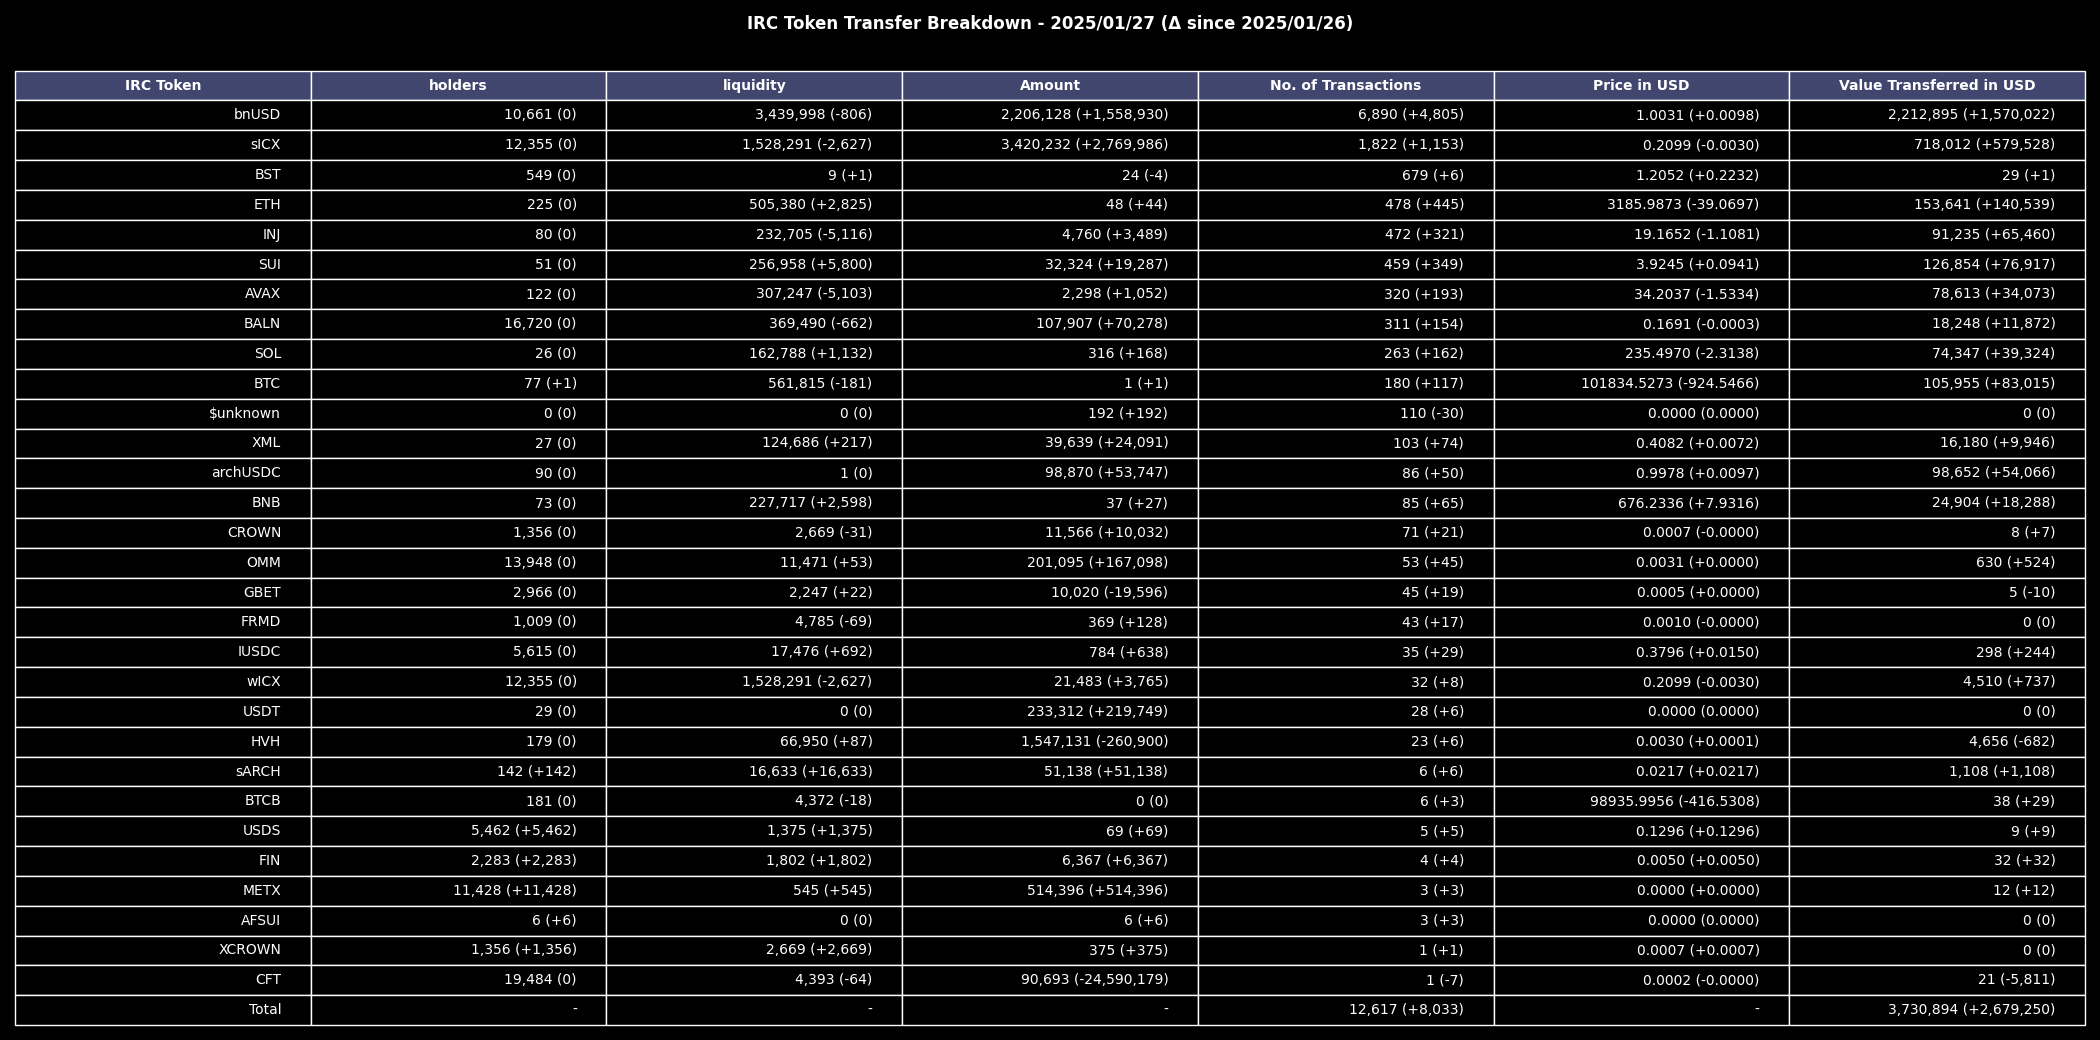 IRC Token Transfer Breakdown - 2025/01/27 (Δ since 2025/01/26)
IRC Token holders liquidity Amount No. of Transactions Price in USD Value Transferred in USD
bnUSD 10,661 (0) 3,439,998 (-806) 2,206,128 (+1,558,930) 6,890 (+4,805) 1.0031 (+0.0098) 2,212,895 (+1,570,022)
sICX 12,355 (0) 1,528,291 (-2,627) 3,420,232 (+2,769,986) 1,822 (+1,153) 0.2099 (-0.0030) 718,012 (+579,528)
BST 549 (0) 9 (+1) 24 (-4) 679 (+6) 1.2052 (+0.2232) 29 (+1)
ETH 225 (0) 505,380 (+2,825) 48 (+44) 478 (+445) 3185.9873 (-39.0697) 153,641 (+140,539)
INJ 80 (0) 232,705 (-5,116) 4,760 (+3,489) 472 (+321) 19.1652 (-1.1081) 91,235 (+65,460)
SUI 51 (0) 256,958 (+5,800) 32,324 (+19,287) 459 (+349) 3.9245 (+0.0941) 126,854 (+76,917)
AVAX 122 (0) 307,247 (-5,103) 2,298 (+1,052) 320 (+193) 34.2037 (-1.5334) 78,613 (+34,073)
BALN 16,720 (0) 369,490 (-662) 107,907 (+70,278) 311 (+154) 0.1691 (-0.0003) 18,248 (+11,872)
SOL 26 (0) 162,788 (+1,132) 316 (+168) 263 (+162) 235.4970 (-2.3138) 74,347 (+39,324)
BTC 77 (+1) 561,815 (-181) 1 (+1) 180 (+117) 101834.5273 (-924.5466) 105,955 (+83,015)
$unknown 0 (0) 0 (0) 192 (+192) 110 (-30) 0.0000 (0.0000) 0 (0)
XML 27 (0) 124,686 (+217) 39,639 (+24,091) 103 (+74) 0.4082 (+0.0072) 16,180 (+9,946)
archUSDC 90 (0) 1 (0) 98,870 (+53,747) 86 (+50) 0.9978 (+0.0097) 98,652 (+54,066)
BNB 73 (0) 227,717 (+2,598) 37 (+27) 85 (+65) 676.2336 (+7.9316) 24,904 (+18,288)
CROWN 1,356 (0) 2,669 (-31) 11,566 (+10,032) 71 (+21) 0.0007 (-0.0000) 8 (+7)
OMM 13,948 (0) 11,471 (+53) 201,095 (+167,098) 53 (+45) 0.0031 (+0.0000) 630 (+524)
GBET 2,966 (0) 2,247 (+22) 10,020 (-19,596) 45 (+19) 0.0005 (+0.0000) 5 (-10)
FRMD 1,009 (0) 4,785 (-69) 369 (+128) 43 (+17) 0.0010 (-0.0000) 0 (0)
IUSDC 5,615 (0) 17,476 (+692) 784 (+638) 35 (+29) 0.3796 (+0.0150) 298 (+244)
wICX 12,355 (0) 1,528,291 (-2,627) 21,483 (+3,765) 32 (+8) 0.2099 (-0.0030) 4,510 (+737)
USDT 29 (0) 0 (0) 233,312 (+219,749) 28 (+6) 0.0000 (0.0000) 0 (0)
HVH 179 (0) 66,950 (+87) 1,547,131 (-260,900) 23 (+6) 0.0030 (+0.0001) 4,656 (-682)
sARCH 142 (+142) 16,633 (+16,633) 51,138 (+51,138) 6 (+6) 0.0217 (+0.0217) 1,108 (+1,108)
BTCB 181 (0) 4,372 (-18) 0 (0) 6 (+3) 98935.9956 (-416.5308) 38 (+29)
USDS 5,462 (+5,462) 1,375 (+1,375) 69 (+69) 5 (+5) 0.1296 (+0.1296) 9 (+9)
FIN 2,283 (+2,283) 1,802 (+1,802) 6,367 (+6,367) 4 (+4) 0.0050 (+0.0050) 32 (+32)
METX 11,428 (+11,428) 545 (+545) 514,396 (+514,396) 3 (+3) 0.0000 (+0.0000) 12 (+12)
AFSUI 6 (+6) 0 (0) 6 (+6) 3 (+3) 0.0000 (0.0000) 0 (0)
XCROWN 1,356 (+1,356) 2,669 (+2,669) 375 (+375) 1 (+1) 0.0007 (+0.0007) 0 (0)
CFT 19,484 (0) 4,393 (-64) 90,693 (-24,590,179) 1 (-7) 0.0002 (-0.0000) 21 (-5,811)
Total - - - 12,617 (+8,033) - 3,730,894 (+2,679,250)